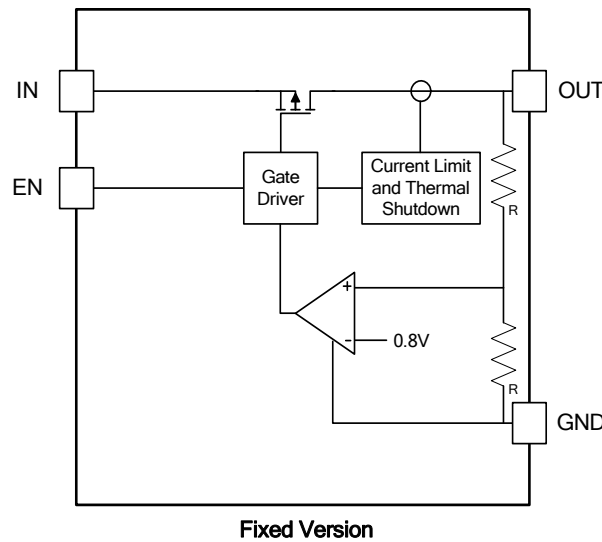 IN
OUT
EN
Gate
Driver
Current Limit
and Thermal
Shutdown
R
+
-
0.8V
R
GND
Fixed Version